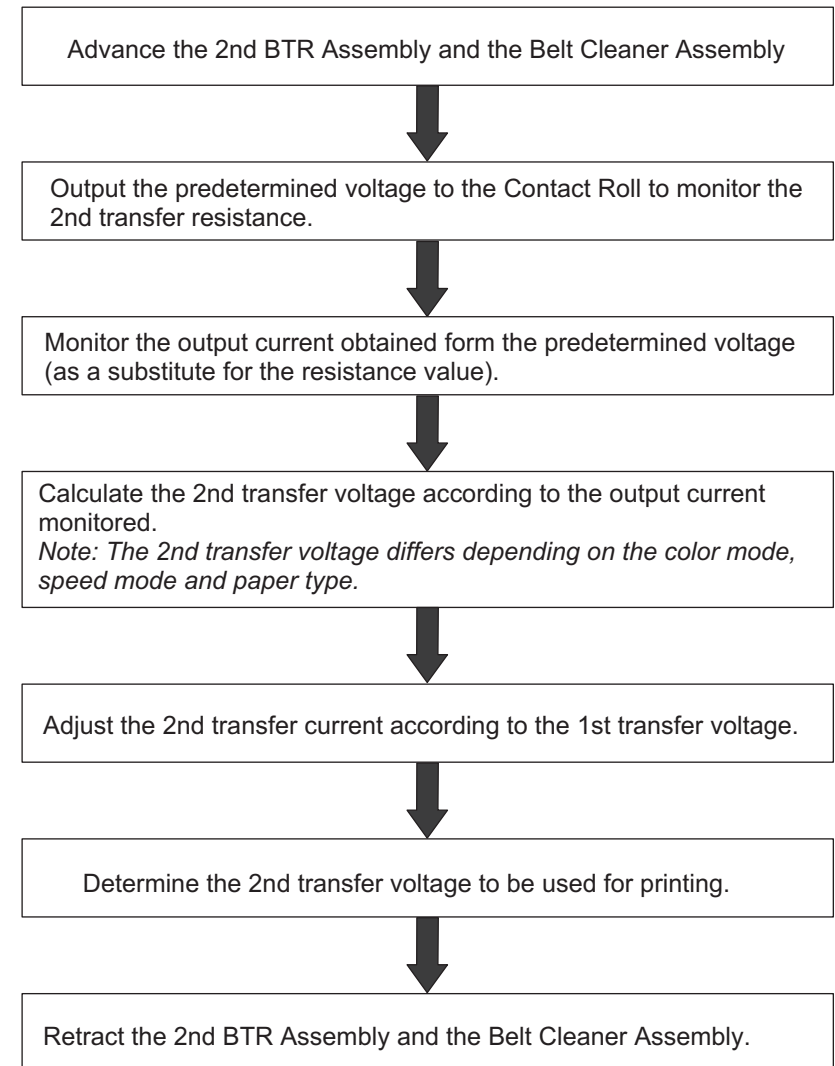 Advance the 2nd BTR Assembly and the Belt Cleaner Assembly
Output the predetermined voltage to the Contact Roll to monitor the
2nd transfer resistance.
Monitor the output current obtained form the predetermined voltage
(as a substitute for the resistance value).
Calculate the 2nd transfer voltage according to the output current
monitored.
Note: The 2nd transfer voltage differs depending on the color mode,
speed mode and paper type.
Adjust the 2nd transfer current according to the 1st transfer voltage.
Determine the 2nd transfer voltage to be used for printing.
Retract the 2nd BTR Assembly and the Belt Cleaner Assembly.